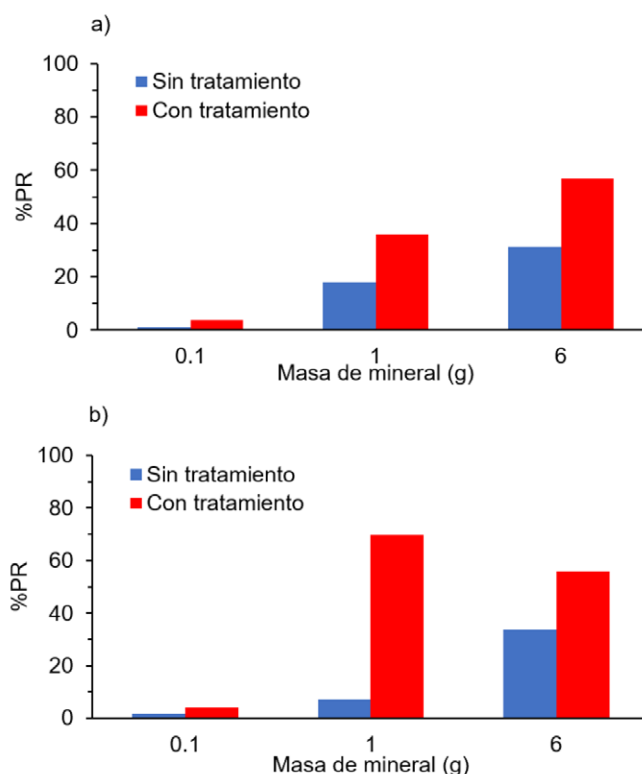 a)
100
80
60
40
20
0
%PR
Sin tratamiento
Con tratamiento
0.1 1 6
Masa de mineral (g)
b)
100
80
60
40
20
0
%PR
Sin tratamiento
Con tratamiento
0.1 1 6
Masa de mineral (g)